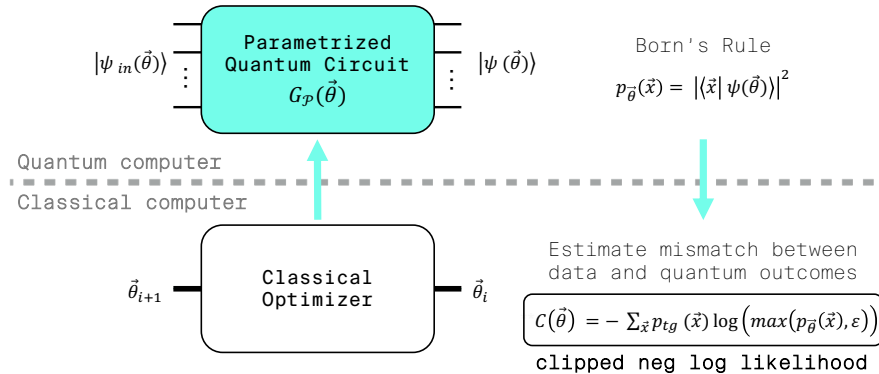 Parametrized
Quantum Circuit
G_𝒫(θ⃗)
|ψ_in(θ⃗)⟩
⋮
⋮
|ψ(θ⃗)⟩
Born's Rule
p_θ⃗(x⃗) = |⟨x⃗|ψ(θ⃗)⟩|²
Quantum computer
Classical computer
θ⃗_i+1
Classical
Optimizer
θ⃗_i
Estimate mismatch between
data and quantum outcomes
C(θ⃗) = − ∑_x⃗ p_tg(x⃗) log(max(p_θ⃗(x⃗), ε))
clipped neg log likelihood